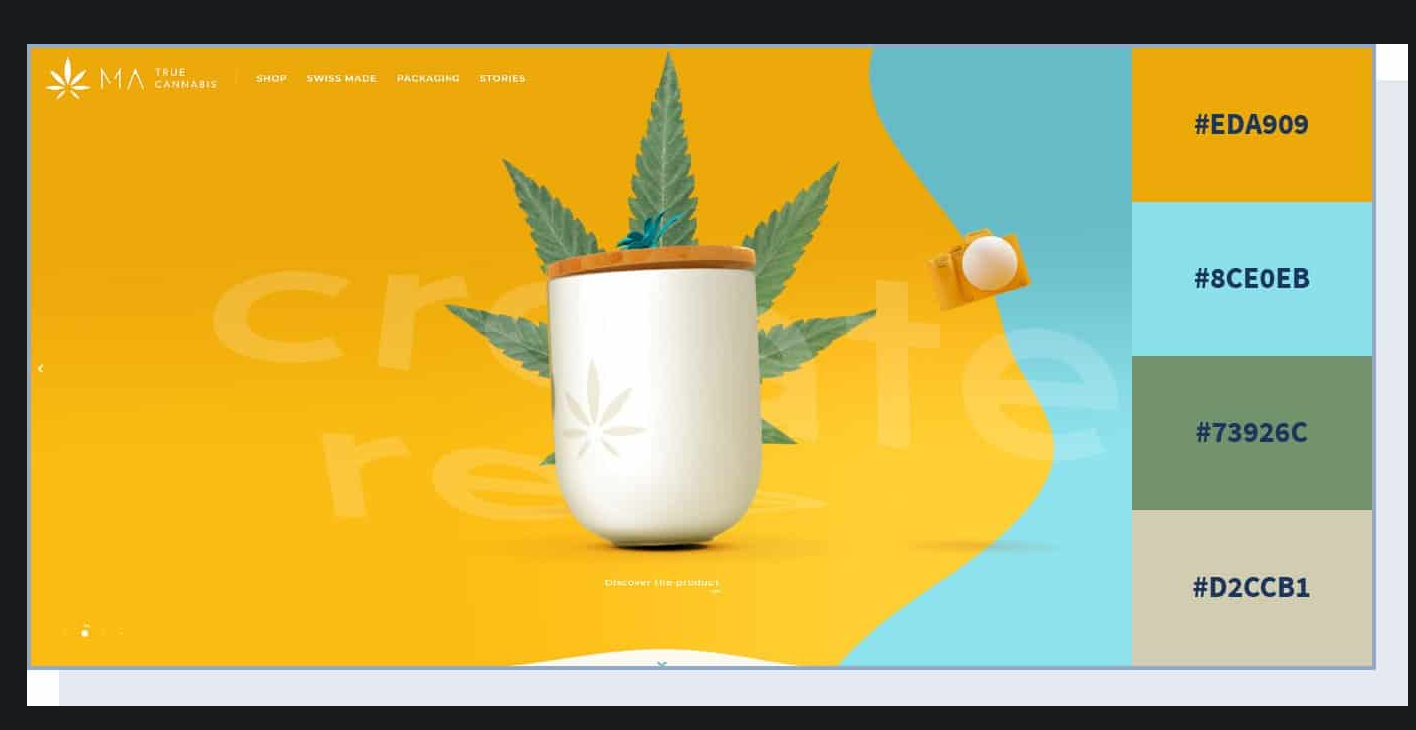 MA TRUE
CANNABIS
SHOP SWISS MADE PACKAGING STORIES
create
re
Discover the product
#EDA909
#8CE0EB
#73926C
#D2CCB1